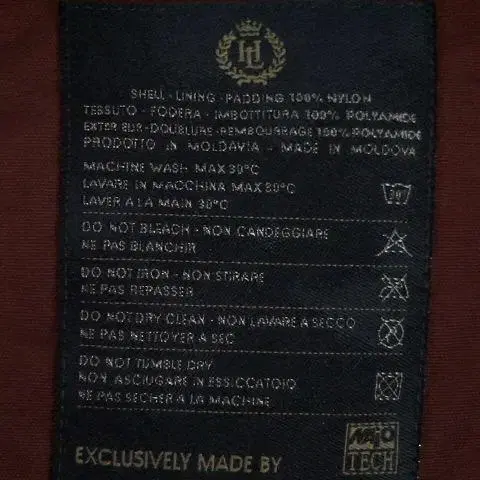 HL
SHELL - LINING - PADDING 100% NYLON
TESSUTO - FODERA - IMBOTTITURA 100% POLYAMIDE
EXTERIEUR - DOUBLURE - REMBOURRAGE 100% POLYAMIDE
PRODOTTO IN MOLDAVIA - MADE IN MOLDOVA
MACHINE WASH MAX 30°C
LAVARE IN MACCHINA MAX 30°C
LAVER A LA MAIN 30°C
30°
DO NOT BLEACH - NON CANDEGGIARE
NE PAS BLANCHIR
DO NOT IRON - NON STIRARE
NE PAS REPASSER
DO NOT DRY CLEAN - NON LAVARE A SECCO
NE PAS NETTOYER A SEC
DO NOT TUMBLE DRY
NON ASCIUGARE IN ESSICCATOIO
NE PAS SECHER A LA MACHINE
EXCLUSIVELY MADE BY
TECH